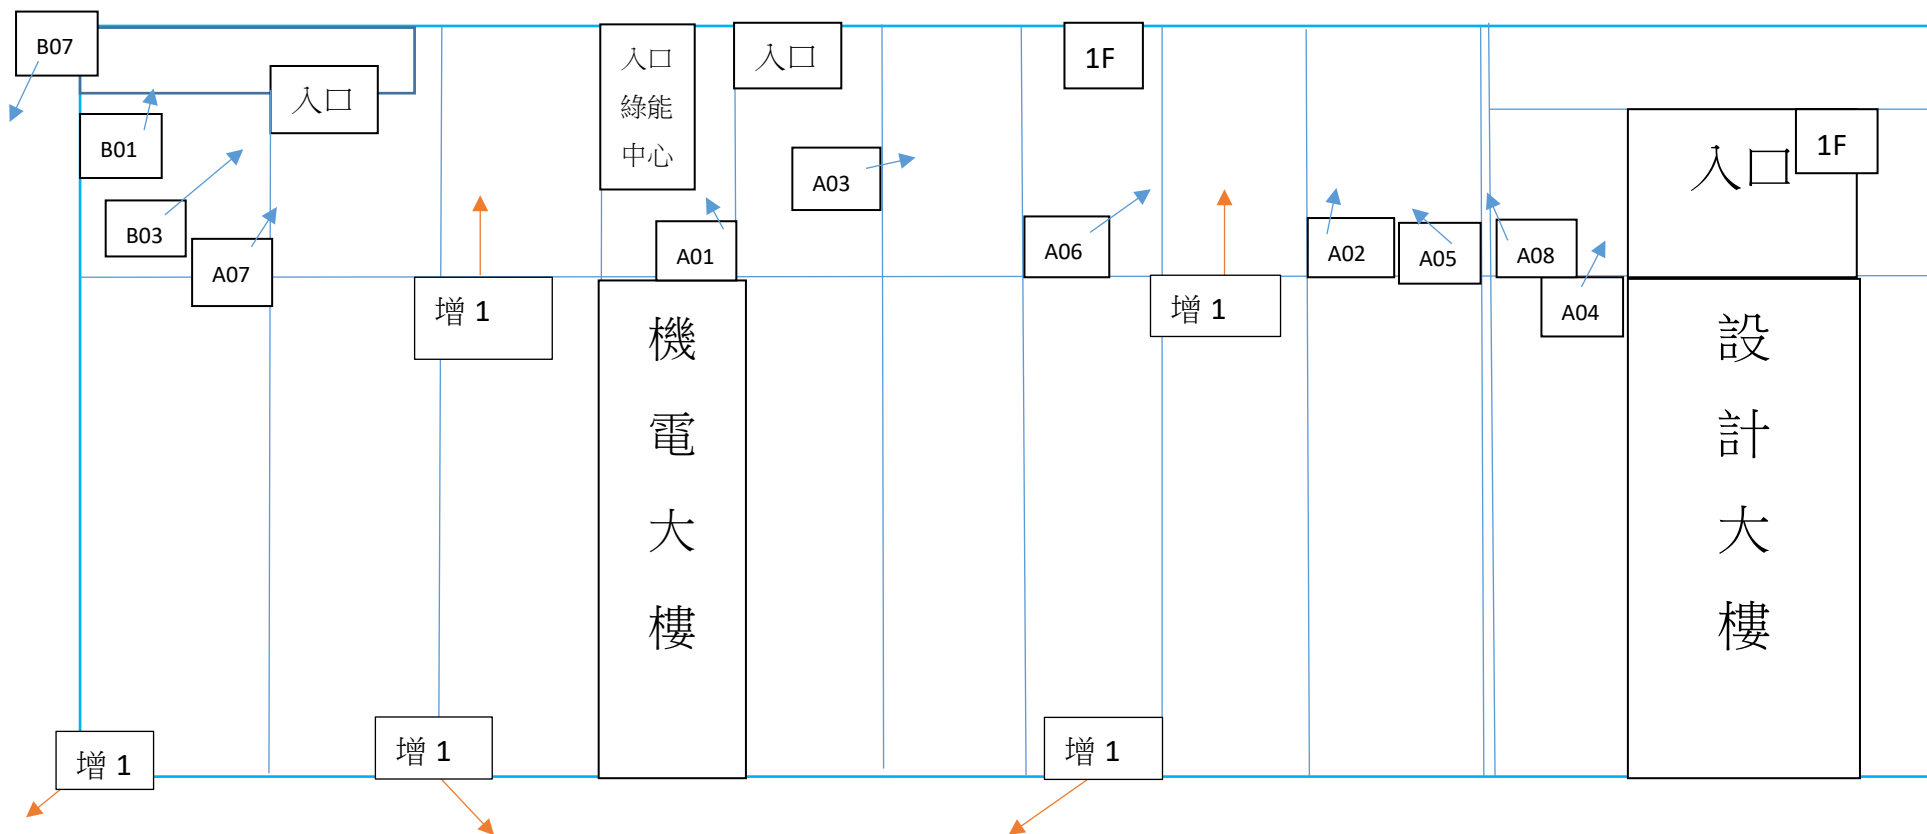 B07
入口
綠能
中心
入口
1F
入口
B01
A03
入口
1F
B03
A07
A01
A06
A02
A05
A08
A04
增 1
增 1
機
電
大
樓
設
計
大
樓
增 1
增 1
增 1